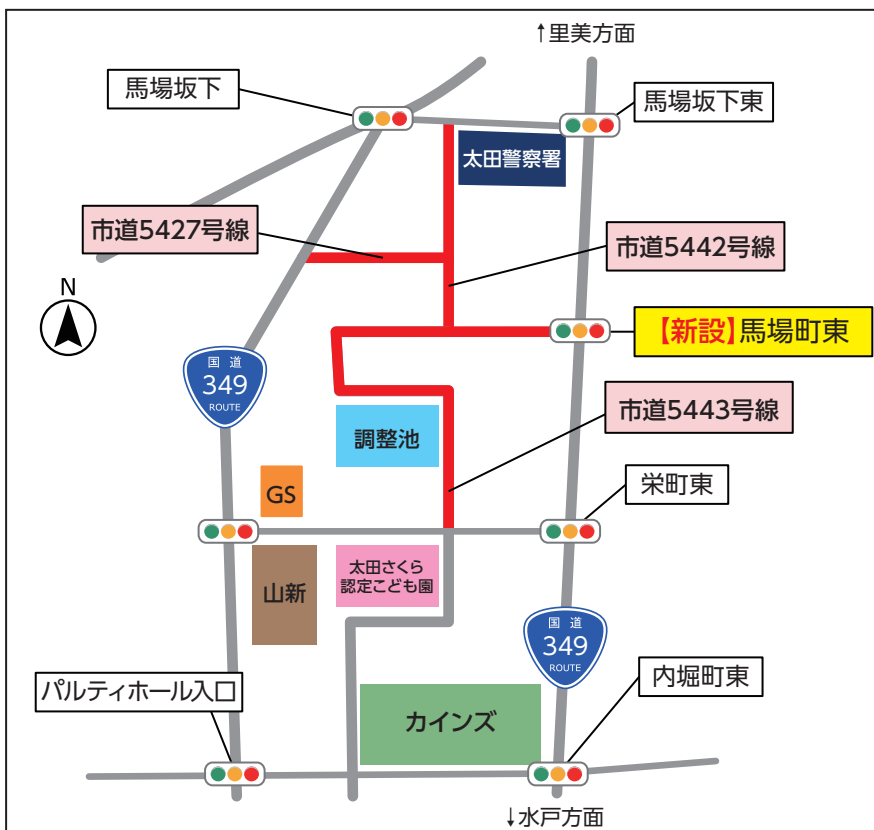 ↑里美方面
馬場坂下
馬場坂下東
太田警察署
市道5427号線
市道5442号線
N
【新設】馬場町東
国道
349
ROUTE
市道5443号線
調整池
栄町東
GS
山新
太田さくら
認定こども園
国道
349
ROUTE
パルティホール入口
内堀町東
カインズ
↓水戸方面